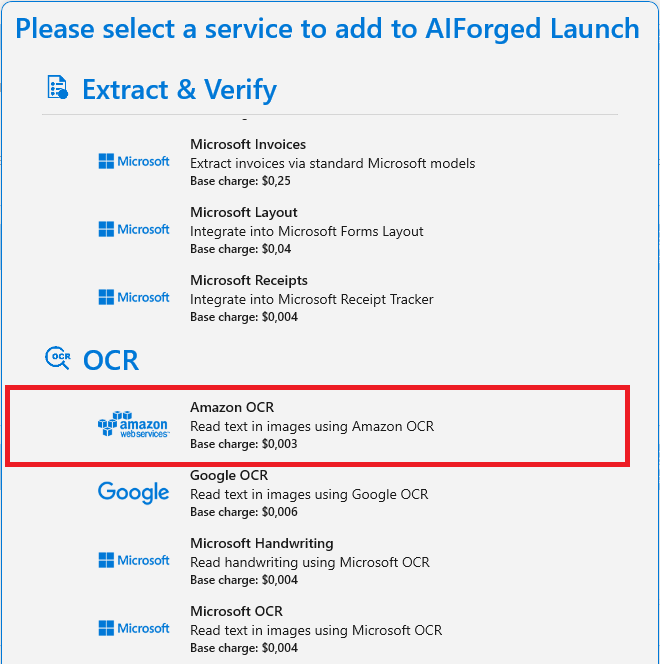 Please select a service to add to AIForged Launch
Extract & Verify
Microsoft
Microsoft Invoices
Extract invoices via standard Microsoft models
Base charge: $0,25
Microsoft
Microsoft Layout
Integrate into Microsoft Forms Layout
Base charge: $0,04
Microsoft
Microsoft Receipts
Integrate into Microsoft Receipt Tracker
Base charge: $0,004
OCR
OCR
amazon
webservices™
Amazon OCR
Read text in images using Amazon OCR
Base charge: $0,003
Google
Google OCR
Read text in images using Google OCR
Base charge: $0,006
Microsoft
Microsoft Handwriting
Read handwriting using Microsoft OCR
Base charge: $0,004
Microsoft
Microsoft OCR
Read text in images using Microsoft OCR
Base charge: $0,004